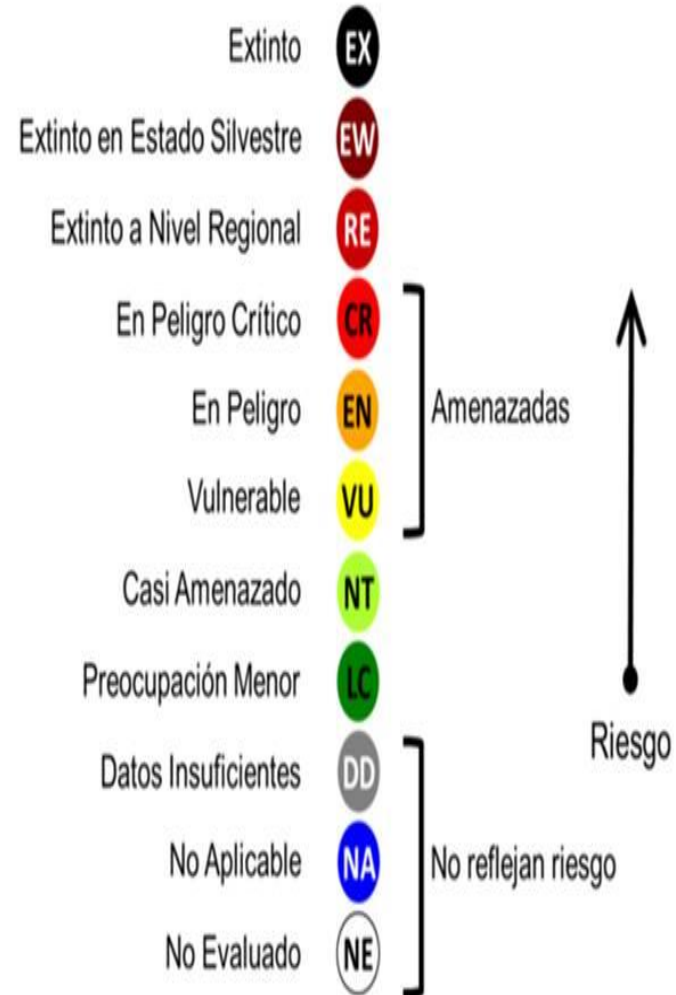 Extinto EX
Extinto en Estado Silvestre EW
Extinto a Nivel Regional RE
En Peligro Crítico CR
En Peligro EN Amenazadas
Vulnerable VU
Casi Amenazado NT
Preocupación Menor LC
Riesgo
Datos Insuficientes DD
No Aplicable NA No reflejan riesgo
No Evaluado NE